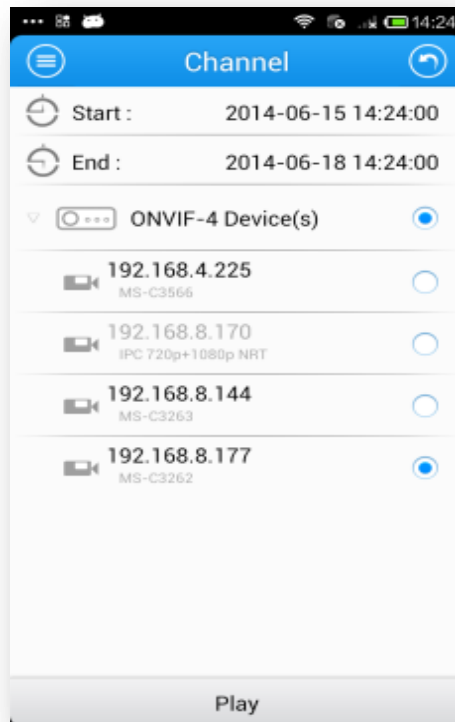 14:24
Channel
Start : 2014-06-15 14:24:00
End : 2014-06-18 14:24:00
ONVIF-4 Device(s)
192.168.4.225
MS-C3566
192.168.8.170
IPC 720p+1080p NRT
192.168.8.144
MS-C3263
192.168.8.177
MS-C3262
Play